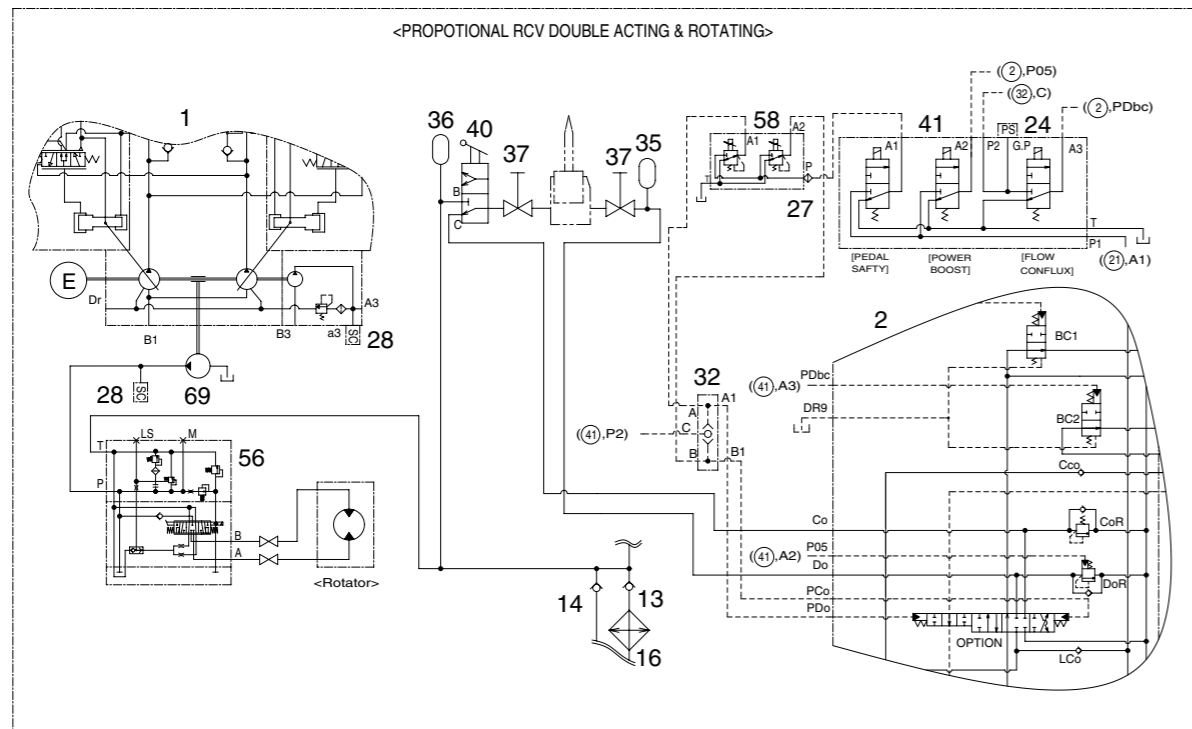 <PROPOTIONAL RCV DOUBLE ACTING & ROTATING>
1
E
Dr
B1
B3
a3
A3
SC
28
28
SC
69
LS
M
56
T
P
B
A
<Rotator>
36
40
B
C
37
37
35
58
A1
A2
T
P
27
((2),P05)
((32),C)
((2),PDbc)
41
PS
24
A1
A2
P2
G.P
A3
T
P1
((21),A1)
[PEDAL SAFTY]
[POWER BOOST]
[FLOW CONFLUX]
32
A
A1
C
B
B1
((41),P2)
14
13
16
2
BC1
PDbc
((41),A3)
DR9
BC2
Cco
Co
CoR
P05
((41),A2)
Do
DoR
PCo
PDo
OPTION
LCo